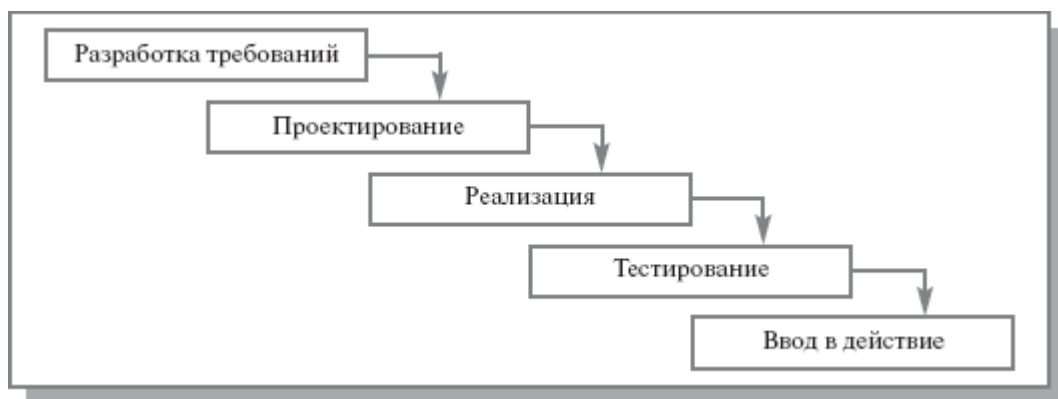 Разработка требований
Проектирование
Реализация
Тестирование
Ввод в действие